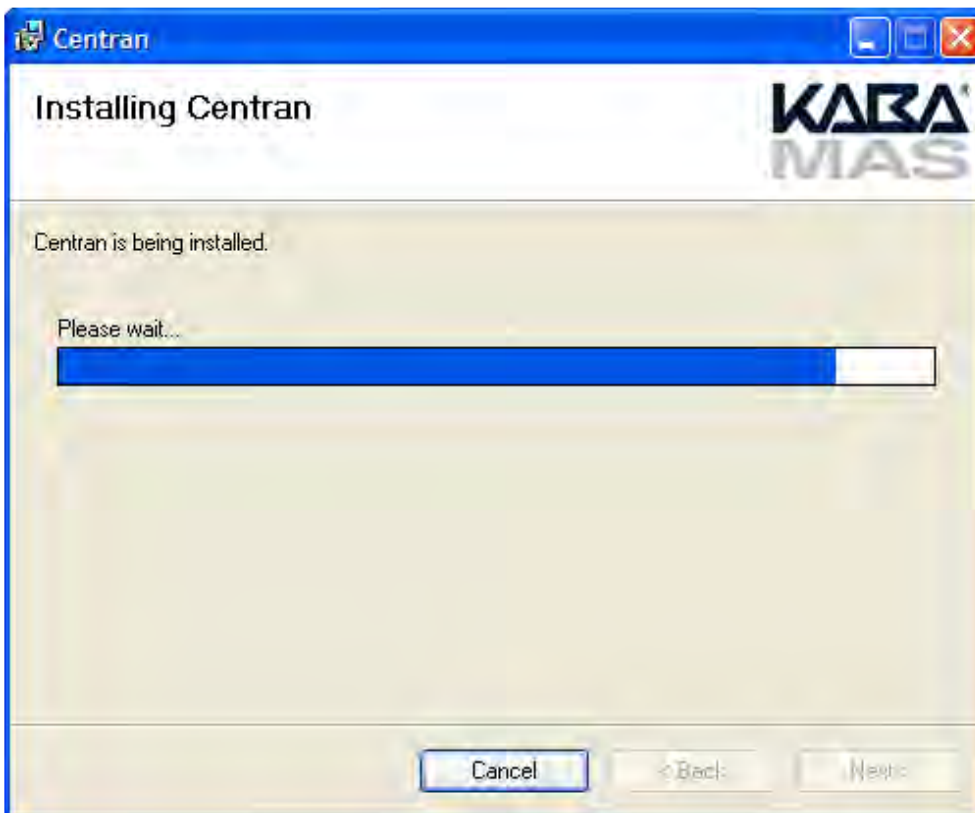 Centran
Installing Centran
KABA®
MAS
Centran is being installed.
Please wait...
Cancel
< Back
Next >